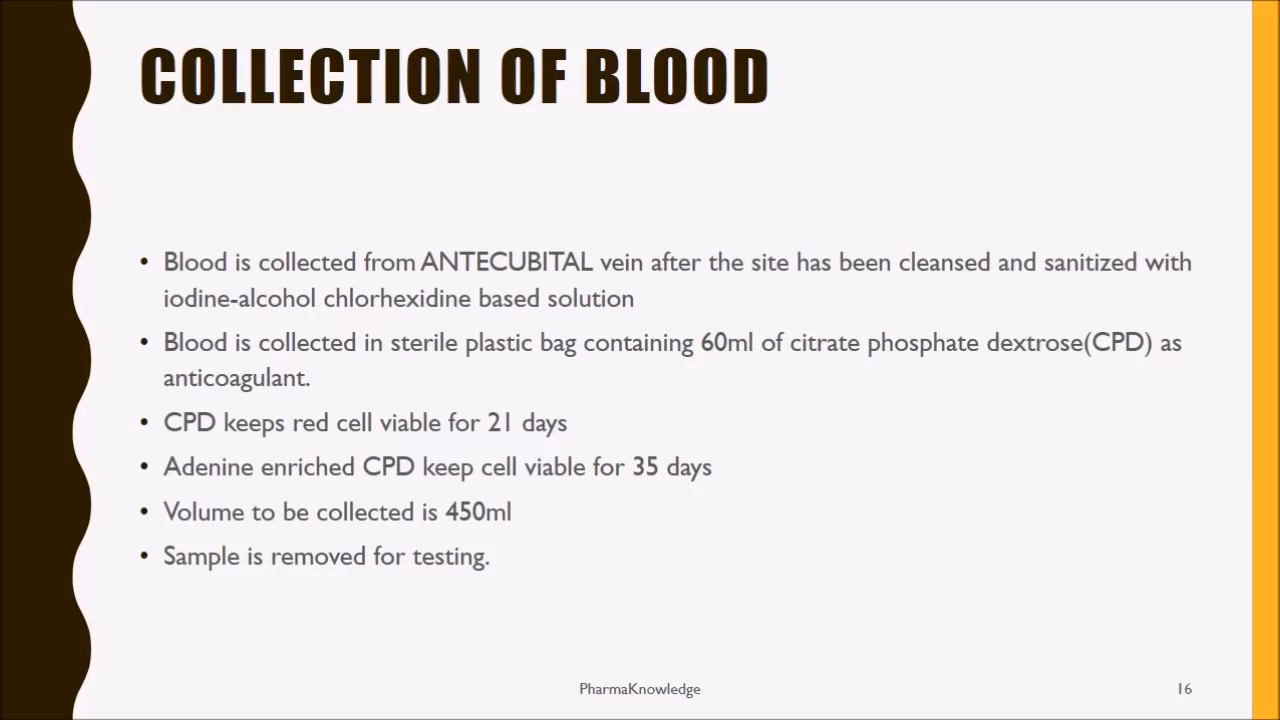 COLLECTION OF BLOOD
• Blood is collected from ANTECUBITAL vein after the site has been cleansed and sanitized with
iodine-alcohol chlorhexidine based solution
• Blood is collected in sterile plastic bag containing 60ml of citrate phosphate dextrose(CPD) as
anticoagulant.
• CPD keeps red cell viable for 21 days
• Adenine enriched CPD keep cell viable for 35 days
• Volume to be collected is 450ml
• Sample is removed for testing.
PharmaKnowledge
16